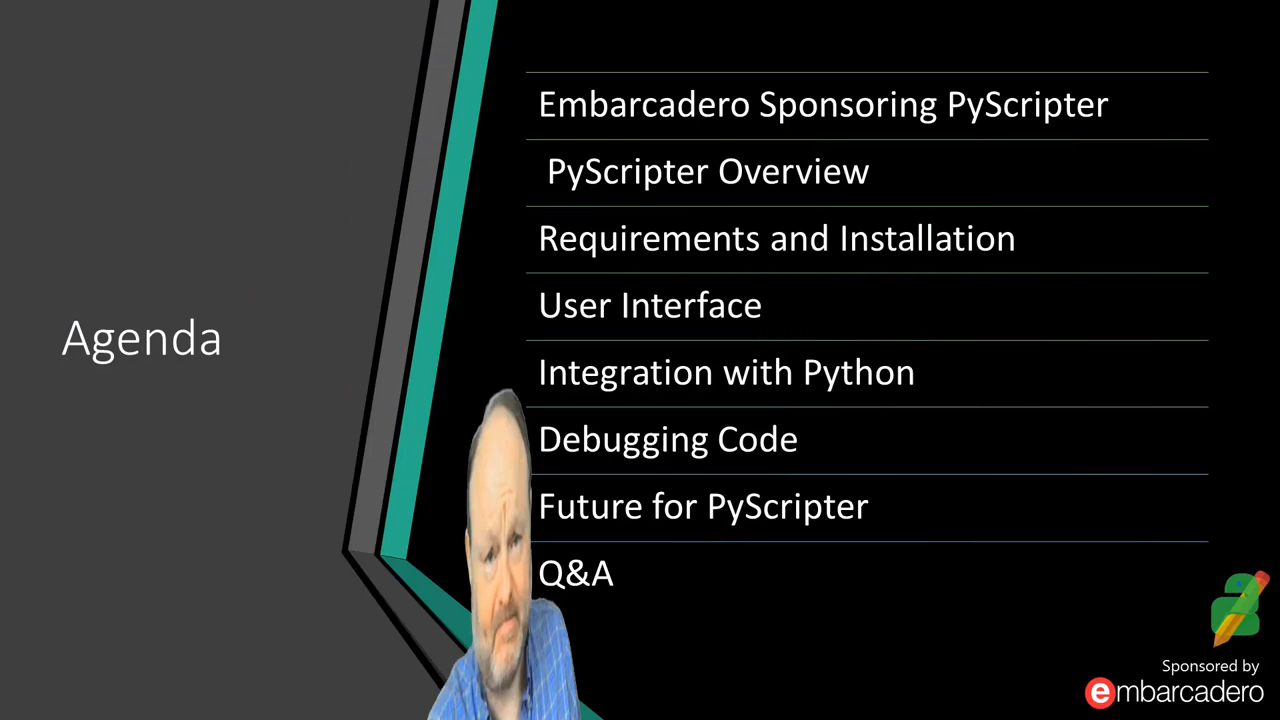 Agenda
Embarcadero Sponsoring PyScripter
PyScripter Overview
Requirements and Installation
User Interface
Integration with Python
Debugging Code
Future for PyScripter
Q&A
Sponsored by
embarcadero